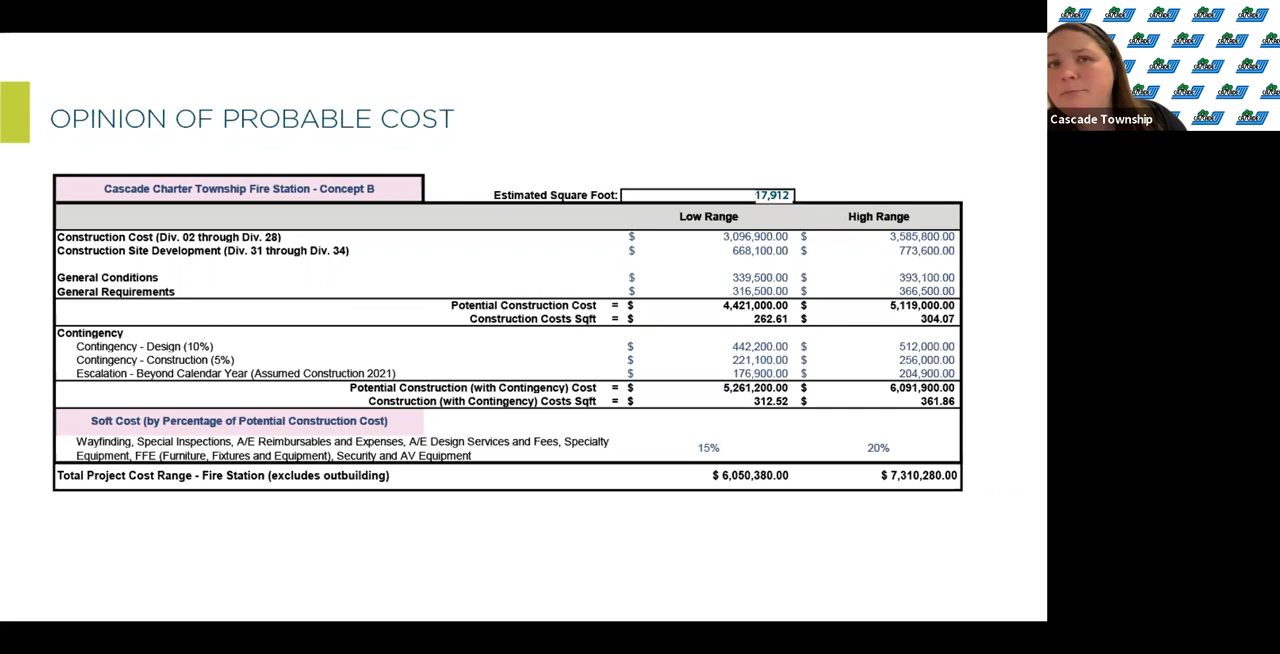 OPINION OF PROBABLE COST
Cascade Charter Township Fire Station - Concept B
Estimated Square Foot: 17,912
Low Range High Range
Construction Cost (Div. 02 through Div. 28) $ 3,096,900.00 $ 3,585,800.00
Construction Site Development (Div. 31 through Div. 34) $ 668,100.00 $ 773,600.00
General Conditions $ 339,500.00 $ 393,100.00
General Requirements $ 316,500.00 $ 366,500.00
Potential Construction Cost = $ 4,421,000.00 $ 5,119,000.00
Construction Costs Sqft = $ 262.61 $ 304.07
Contingency
Contingency - Design (10%) $ 442,200.00 $ 512,000.00
Contingency - Construction (5%) $ 221,100.00 $ 256,000.00
Escalation - Beyond Calendar Year (Assumed Construction 2021) $ 176,900.00 $ 204,900.00
Potential Construction (with Contingency) Cost = $ 5,261,200.00 $ 6,091,900.00
Construction (with Contingency) Costs Sqft = $ 312.52 $ 361.86
Soft Cost (by Percentage of Potential Construction Cost)
Wayfinding, Special Inspections, A/E Reimbursables and Expenses, A/E Design Services and Fees, Specialty
Equipment, FFE (Furniture, Fixtures and Equipment), Security and AV Equipment
15% 20%
Total Project Cost Range - Fire Station (excludes outbuilding) $ 6,050,380.00 $ 7,310,280.00
Cascade Township